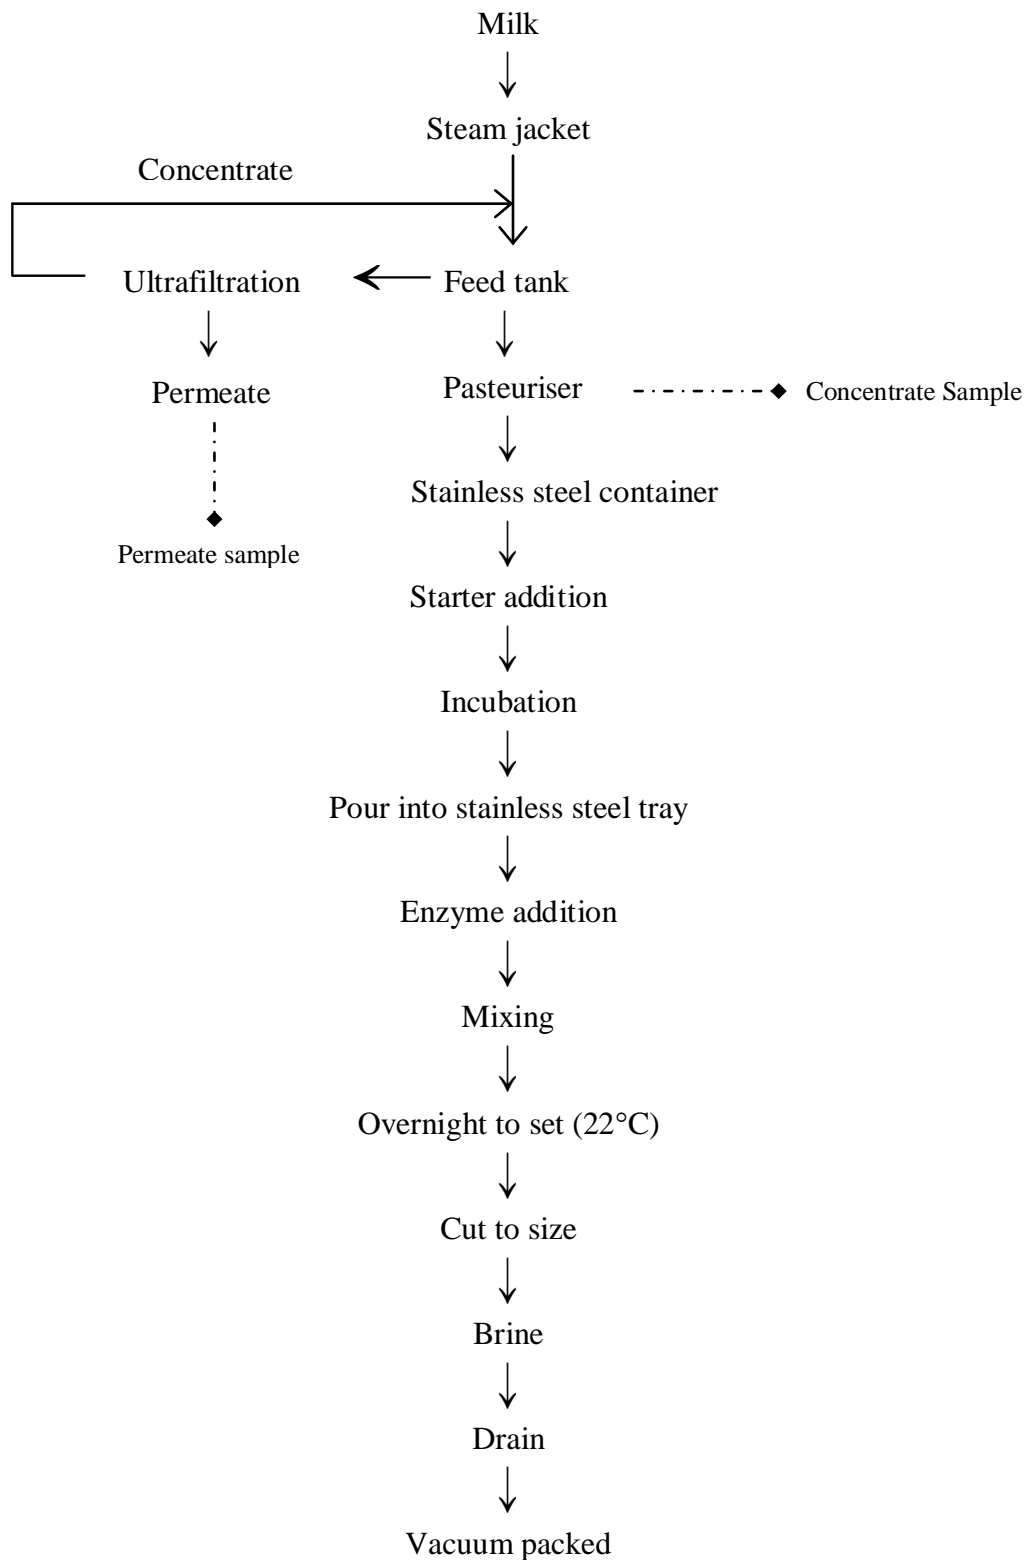 Milk
Steam jacket
Concentrate
Ultrafiltration
Feed tank
Permeate
Pasteuriser
Concentrate Sample
Stainless steel container
Permeate sample
Starter addition
Incubation
Pour into stainless steel tray
Enzyme addition
Mixing
Overnight to set (22°C)
Cut to size
Brine
Drain
Vacuum packed